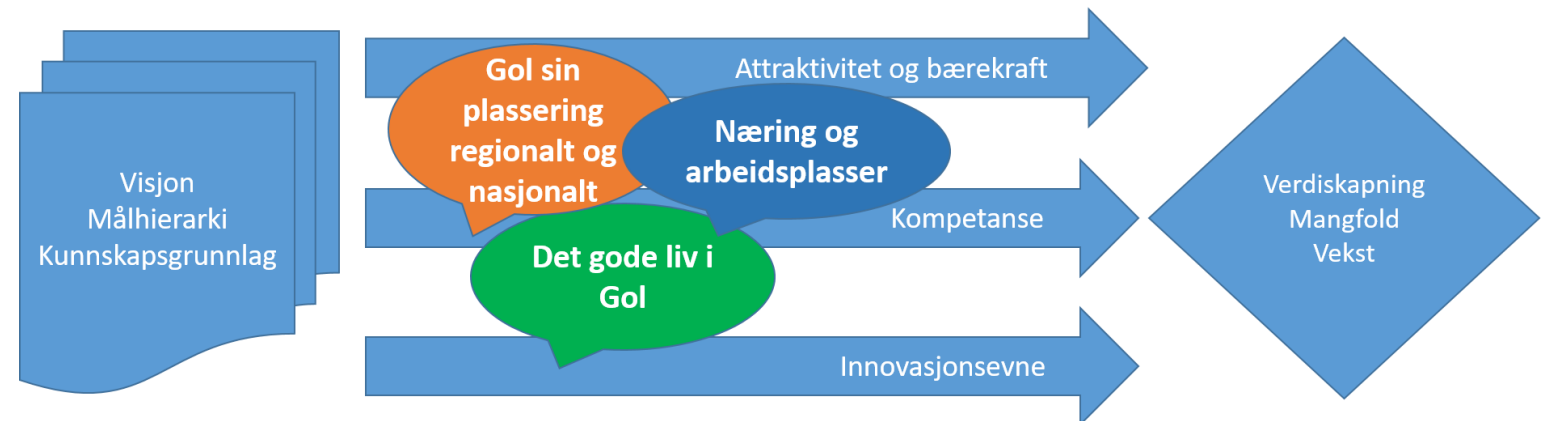 Visjon
Målhierarki
Kunnskapsgrunnlag
Gol sin
plassering
regionalt og
nasjonalt
Næring og
arbeidsplasser
Det gode liv i
Gol
Attraktivitet og bærekraft
Kompetanse
Innovasjonsevne
Verdiskapning
Mangfold
Vekst